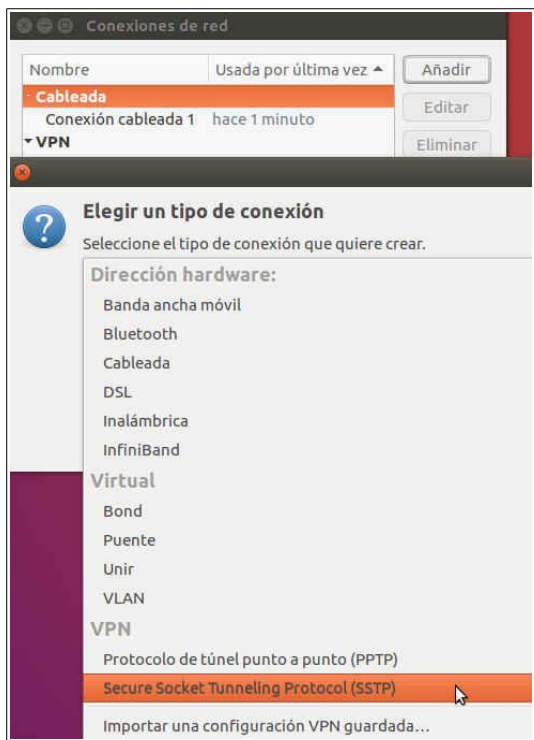 Conexiones de red
Nombre Usada por última vez Añadir
Cableada
Editar
Conexión cableada 1 hace 1 minuto
VPN
Eliminar
Elegir un tipo de conexión
Seleccione el tipo de conexión que quiere crear.
Dirección hardware:
Banda ancha móvil
Bluetooth
Cableada
DSL
Inalámbrica
InfiniBand
Virtual
Bond
Puente
Unir
VLAN
VPN
Protocolo de túnel punto a punto (PPTP)
Secure Socket Tunneling Protocol (SSTP)
Importar una configuración VPN guardada...